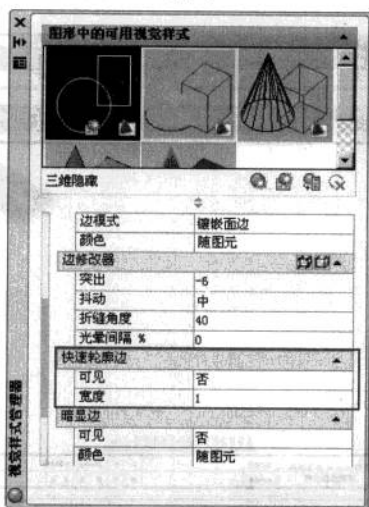 图形中的可用视觉样式
三维隐藏
边模式 镶嵌面边
颜色 随图元
边修改器
突出 -6
抖动 中
折缝角度 40
光晕间隔 % 0
快速轮廓边
可见 否
宽度 1
暗显边
可见 否
颜色 随图元
视觉样式管理器